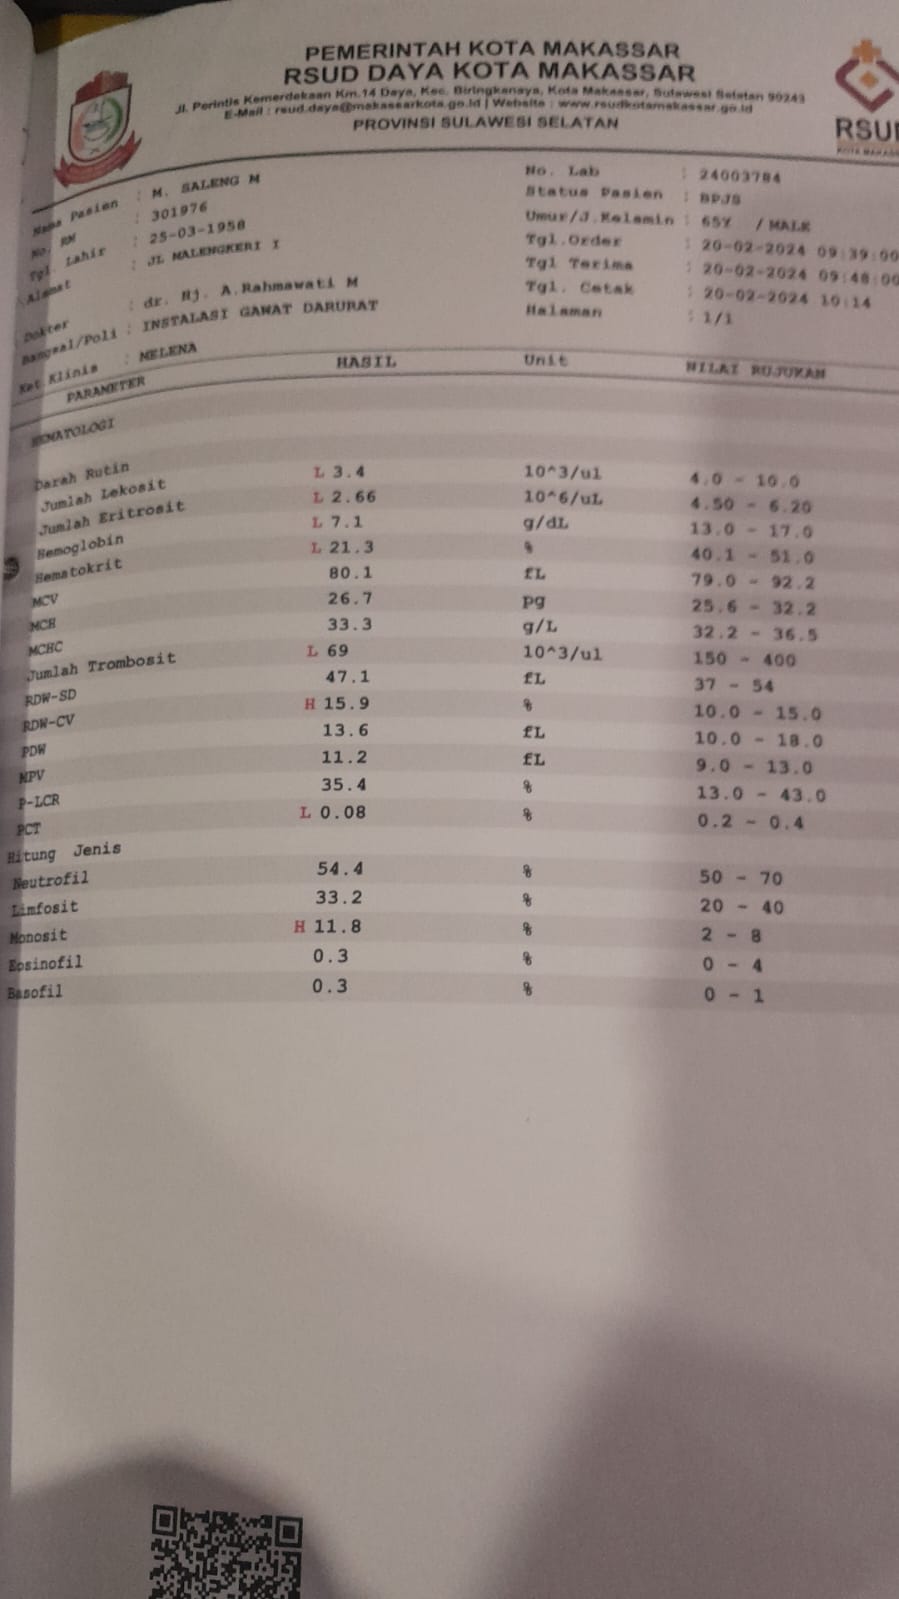 PEMERINTAH KOTA MAKASSAR
RSUD DAYA KOTA MAKASSAR
Jl. Perintis Kemerdekaan Km.14 Daya, Kec. Biringkanaya, Kota Makassar, Sulawesi Selatan 90243
E-Mail : rsud.daya@makassarkota.go.id | Website : www.rsudkotamakassar.go.id
PROVINSI SULAWESI SELATAN
RSUD
KOTA MAKASSAR
Nama Pasien : M. SALENG M
No. RM : 301976
Tgl. Lahir : 25-03-1958
Alamat : JL MALENGKERI I
Dokter : dr. Hj. A.Rahmawati M
Bangsal/Poli : INSTALASI GAWAT DARURAT
Ket.Klinis : MELENA
No. Lab : 24003784
Status Pasien : BPJS
Umur/J.Kelamin : 65Y / MALE
Tgl.Order : 20-02-2024 09:39:00
Tgl Terima : 20-02-2024 09:48:00
Tgl. Cetak : 20-02-2024 10:14
Halaman : 1/1
PARAMETER HASIL Unit NILAI RUJUKAN
HEMATOLOGI
Darah Rutin
Jumlah Lekosit L 3.4 10^3/ul 4.0 - 10.0
Jumlah Eritrosit L 2.66 10^6/uL 4.50 - 6.20
Hemoglobin L 7.1 g/dL 13.0 - 17.0
Hematokrit L 21.3 % 40.1 - 51.0
MCV 80.1 fL 79.0 - 92.2
MCH 26.7 pg 25.6 - 32.2
MCHC 33.3 g/L 32.2 - 36.5
Jumlah Trombosit L 69 10^3/ul 150 - 400
RDW-SD 47.1 fL 37 - 54
RDW-CV H 15.9 % 10.0 - 15.0
PDW 13.6 fL 10.0 - 18.0
MPV 11.2 fL 9.0 - 13.0
P-LCR 35.4 % 13.0 - 43.0
PCT L 0.08 % 0.2 - 0.4
Hitung Jenis
Neutrofil 54.4 % 50 - 70
Limfosit 33.2 % 20 - 40
Monosit H 11.8 % 2 - 8
Eosinofil 0.3 % 0 - 4
Basofil 0.3 % 0 - 1